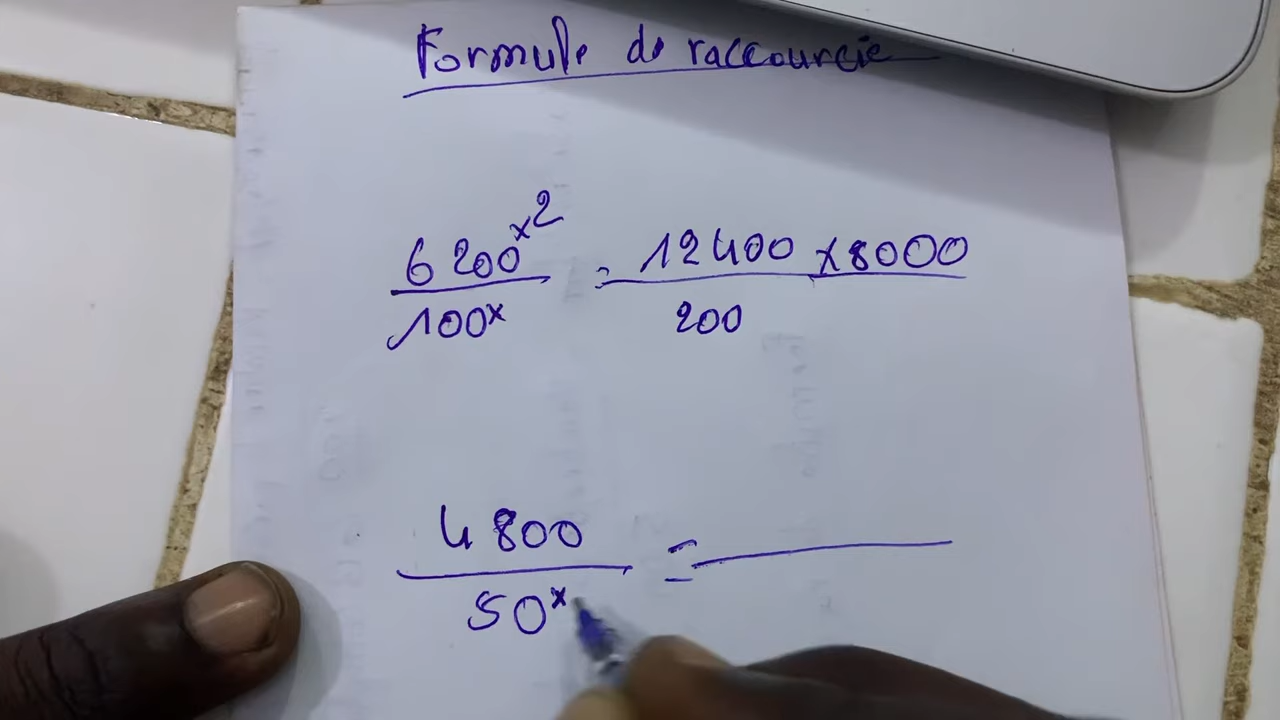 Formule de raccourcie
6 200 x2 = 12 400 x 8000
100 x 200
4 800 =
50 x